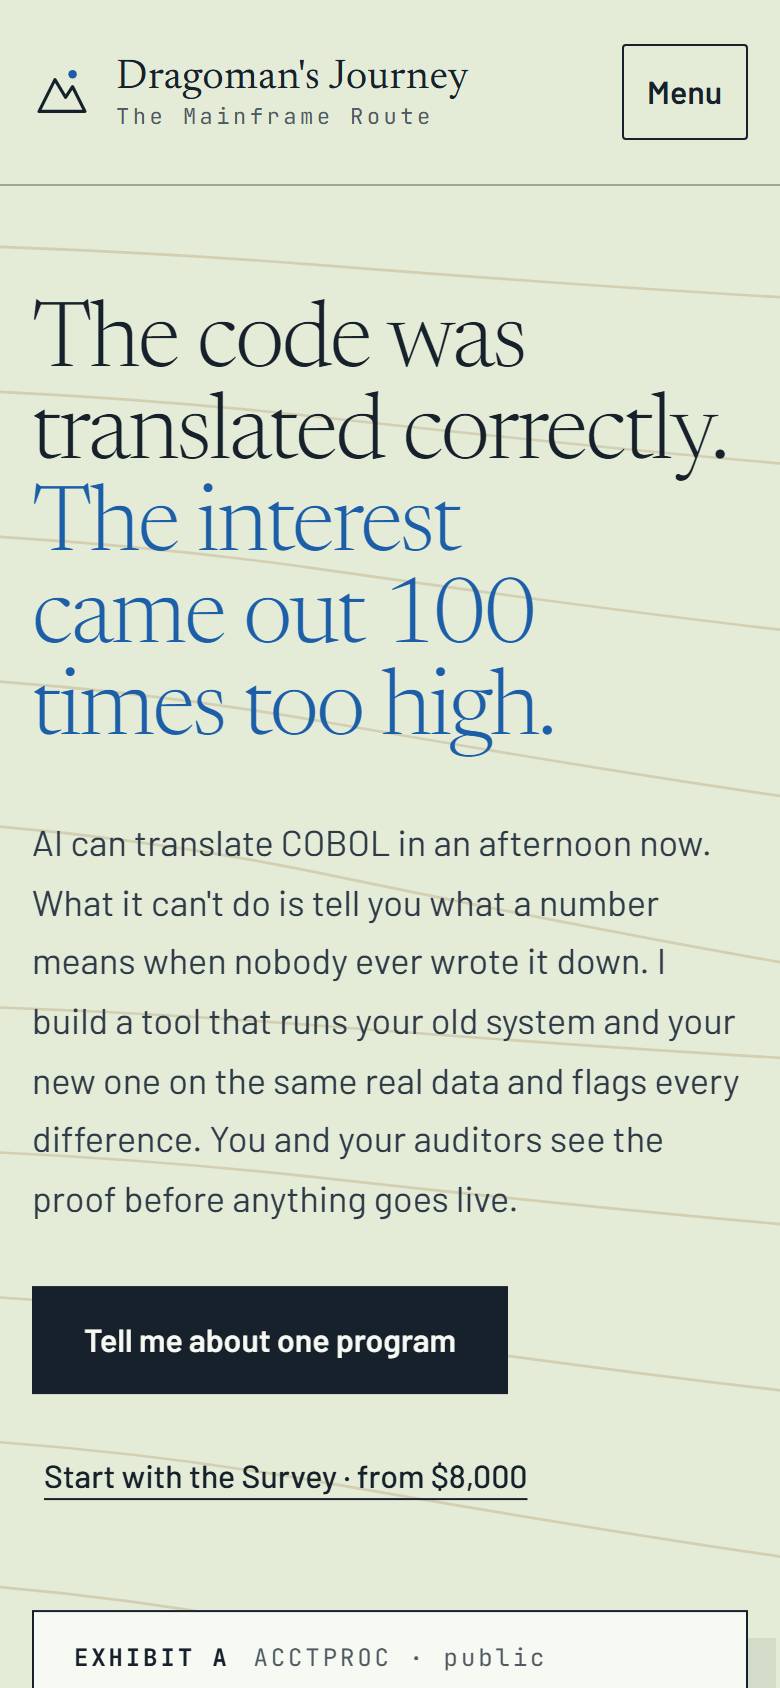 Dragoman's Journey
The Mainframe Route
Menu
The code was
translated correctly.
The interest
came out 100
times too high.
AI can translate COBOL in an afternoon now.
What it can't do is tell you what a number
means when nobody ever wrote it down. I
build a tool that runs your old system and your
new one on the same real data and flags every
difference. You and your auditors see the
proof before anything goes live.
Tell me about one program
Start with the Survey · from $8,000
EXHIBIT A ACCTPROC · public